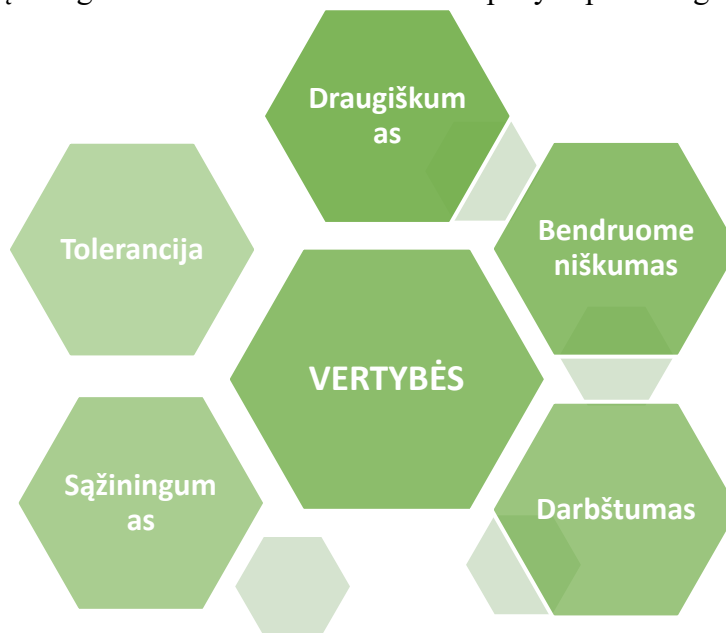 Draugiškum
as
Bendruome
niškumas
Tolerancija
VERTYBĖS
Sąžiningum
as
Darbštumas